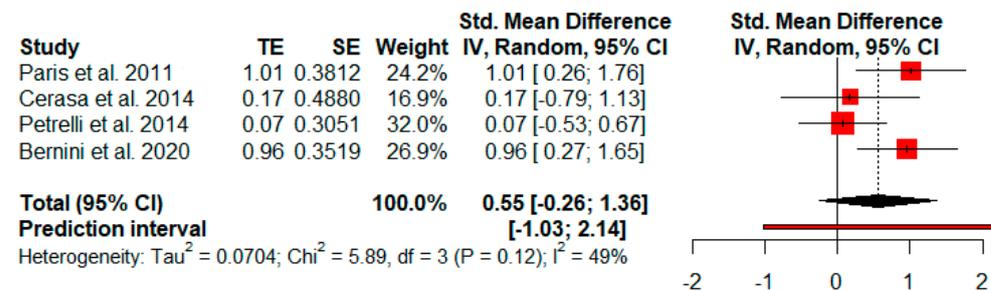 Std. Mean Difference Std. Mean Difference
Study TE SE Weight IV, Random, 95% CI IV, Random, 95% CI
Paris et al. 2011 1.01 0.3812 24.2% 1.01 [ 0.26; 1.76]
Cerasa et al. 2014 0.17 0.4880 16.9% 0.17 [-0.79; 1.13]
Petrelli et al. 2014 0.07 0.3051 32.0% 0.07 [-0.53; 0.67]
Bernini et al. 2020 0.96 0.3519 26.9% 0.96 [ 0.27; 1.65]
Total (95% CI) 100.0% 0.55 [-0.26; 1.36]
Prediction interval [-1.03; 2.14]
Heterogeneity: Tau² = 0.0704; Chi² = 5.89, df = 3 (P = 0.12); I² = 49%
-2 -1 0 1 2